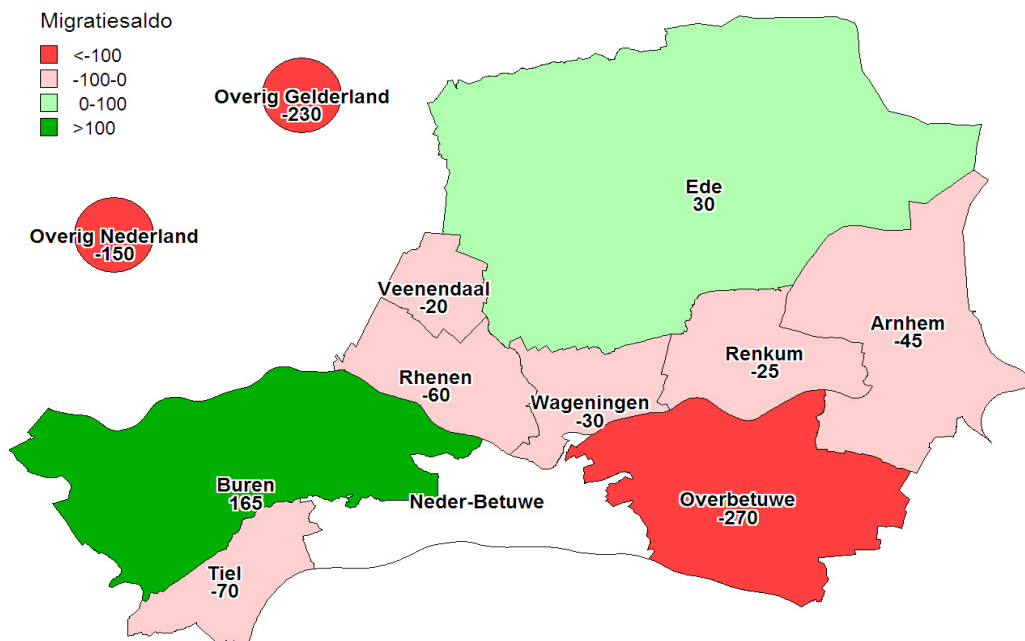 Migratiesaldo
<-100
-100-0
0-100
>100
Overig Gelderland
-230
Overig Nederland
-150
Ede
30
Veenendaal
-20
Arnhem
-45
Renkum
-25
Rhenen
-60
Wageningen
-30
Buren
165
Neder-Betuwe
Overbetuwe
-270
Tiel
-70